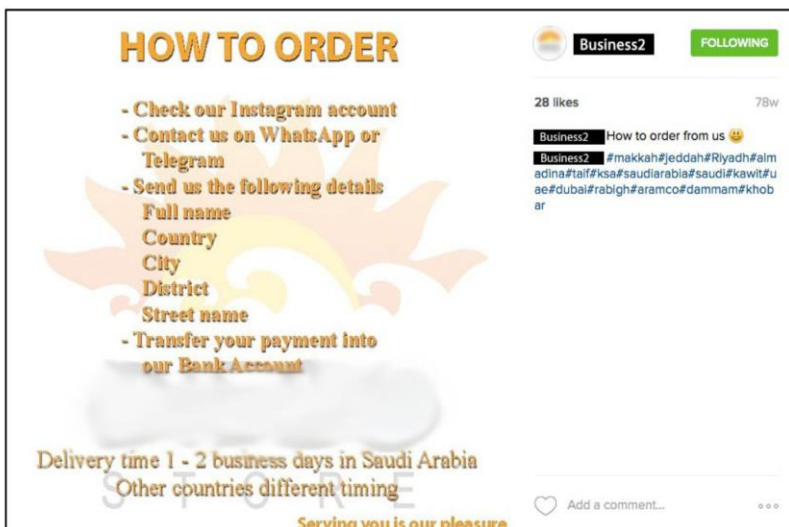 HOW TO ORDER
- Check our Instagram account
- Contact us on WhatsApp or
Telegram
- Send us the following details
Full name
Country
City
District
Street name
- Transfer your payment into
our Bank Account
Delivery time 1 - 2 business days in Saudi Arabia
STORE
Other countries different timing
Serving you is our pleasure
Business2
FOLLOWING
28 likes
78w
Business2 How to order from us 😃
Business2 #makkah#jeddah#Riyadh#alm
adina#taif#ksa#saudiarabia#saudi#kawit#u
ae#dubai#rabigh#aramco#dammam#khob
ar
Add a comment...